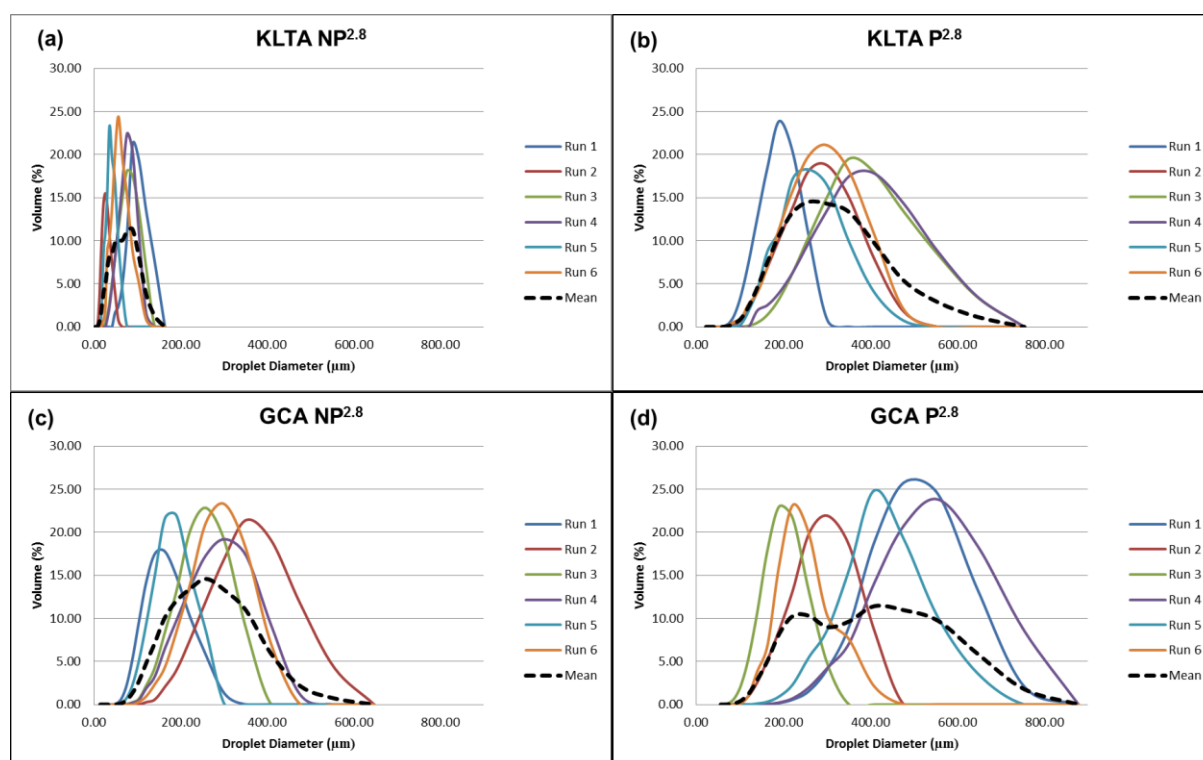 (a)
KLTA NP2.8
30.00
25.00
20.00
15.00
10.00
5.00
0.00
Volume (%)
0.00 200.00 400.00 600.00 800.00
Droplet Diameter (µm)
Run 1
Run 2
Run 3
Run 4
Run 5
Run 6
Mean
(b)
KLTA P2.8
30.00
25.00
20.00
15.00
10.00
5.00
0.00
Volume (%)
0.00 200.00 400.00 600.00 800.00
Droplet Diameter (µm)
Run 1
Run 2
Run 3
Run 4
Run 5
Run 6
Mean
(c)
GCA NP2.8
30.00
25.00
20.00
15.00
10.00
5.00
0.00
Volume (%)
0.00 200.00 400.00 600.00 800.00
Droplet Diameter (µm)
Run 1
Run 2
Run 3
Run 4
Run 5
Run 6
Mean
(d)
GCA P2.8
30.00
25.00
20.00
15.00
10.00
5.00
0.00
Volume (%)
0.00 200.00 400.00 600.00 800.00
Droplet Diameter (µm)
Run 1
Run 2
Run 3
Run 4
Run 5
Run 6
Mean